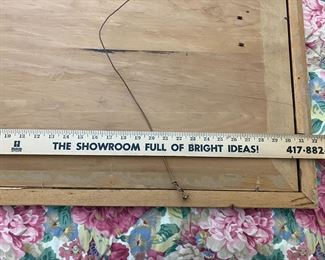 THE SHOWROOM FULL OF BRIGHT IDEAS! 417-882